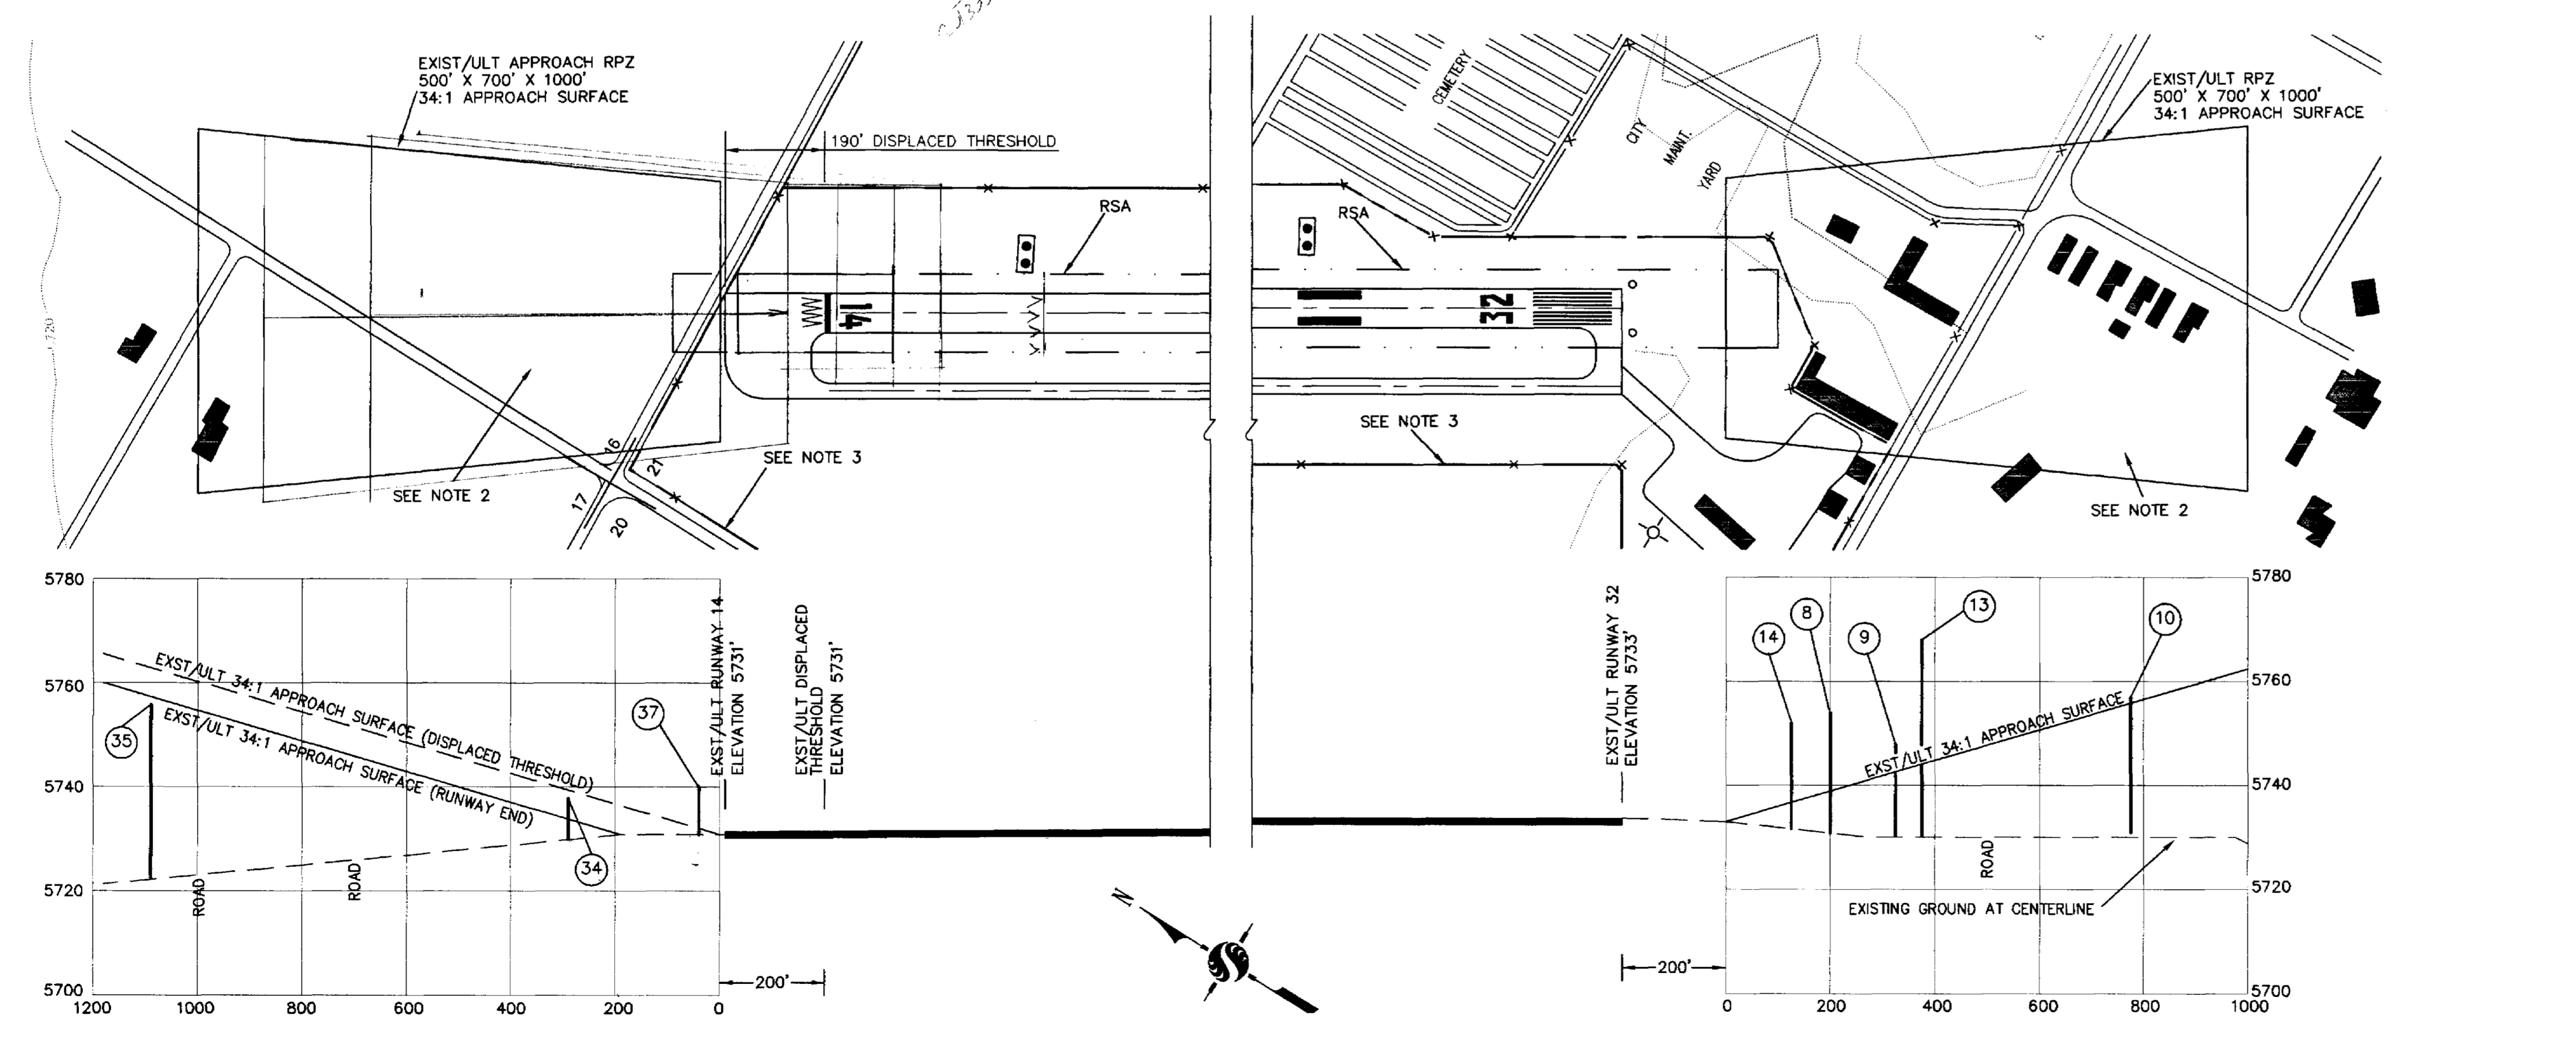 EXIST/ULT APPROACH RPZ
500' X 700' X 1000'
34:1 APPROACH SURFACE
190' DISPLACED THRESHOLD
RSA
14
SEE NOTE 2
SEE NOTE 3
16
21
17
20
CEMETERY
CITY
MAINT.
YARD
EXIST/ULT RPZ
500' X 700' X 1000'
34:1 APPROACH SURFACE
RSA
32
SEE NOTE 3
SEE NOTE 2
5780
5760
5740
5720
5700
1200 1000 800 600 400 200 0
EXST/ULT 34:1 APPROACH SURFACE (DISPLACED THRESHOLD)
EXST/ULT 34:1 APPROACH SURFACE (RUNWAY END)
35
37
34
ROAD
ROAD
EXST/ULT RUNWAY 14
ELEVATION 5731'
EXST/ULT DISPLACED
THRESHOLD
ELEVATION 5731'
200'
N
EXST/ULT RUNWAY 32
ELEVATION 5733'
200'
14
8
9
13
10
EXST/ULT 34:1 APPROACH SURFACE
ROAD
EXISTING GROUND AT CENTERLINE
5780
5760
5740
5720
5700
0 200 400 600 800 1000